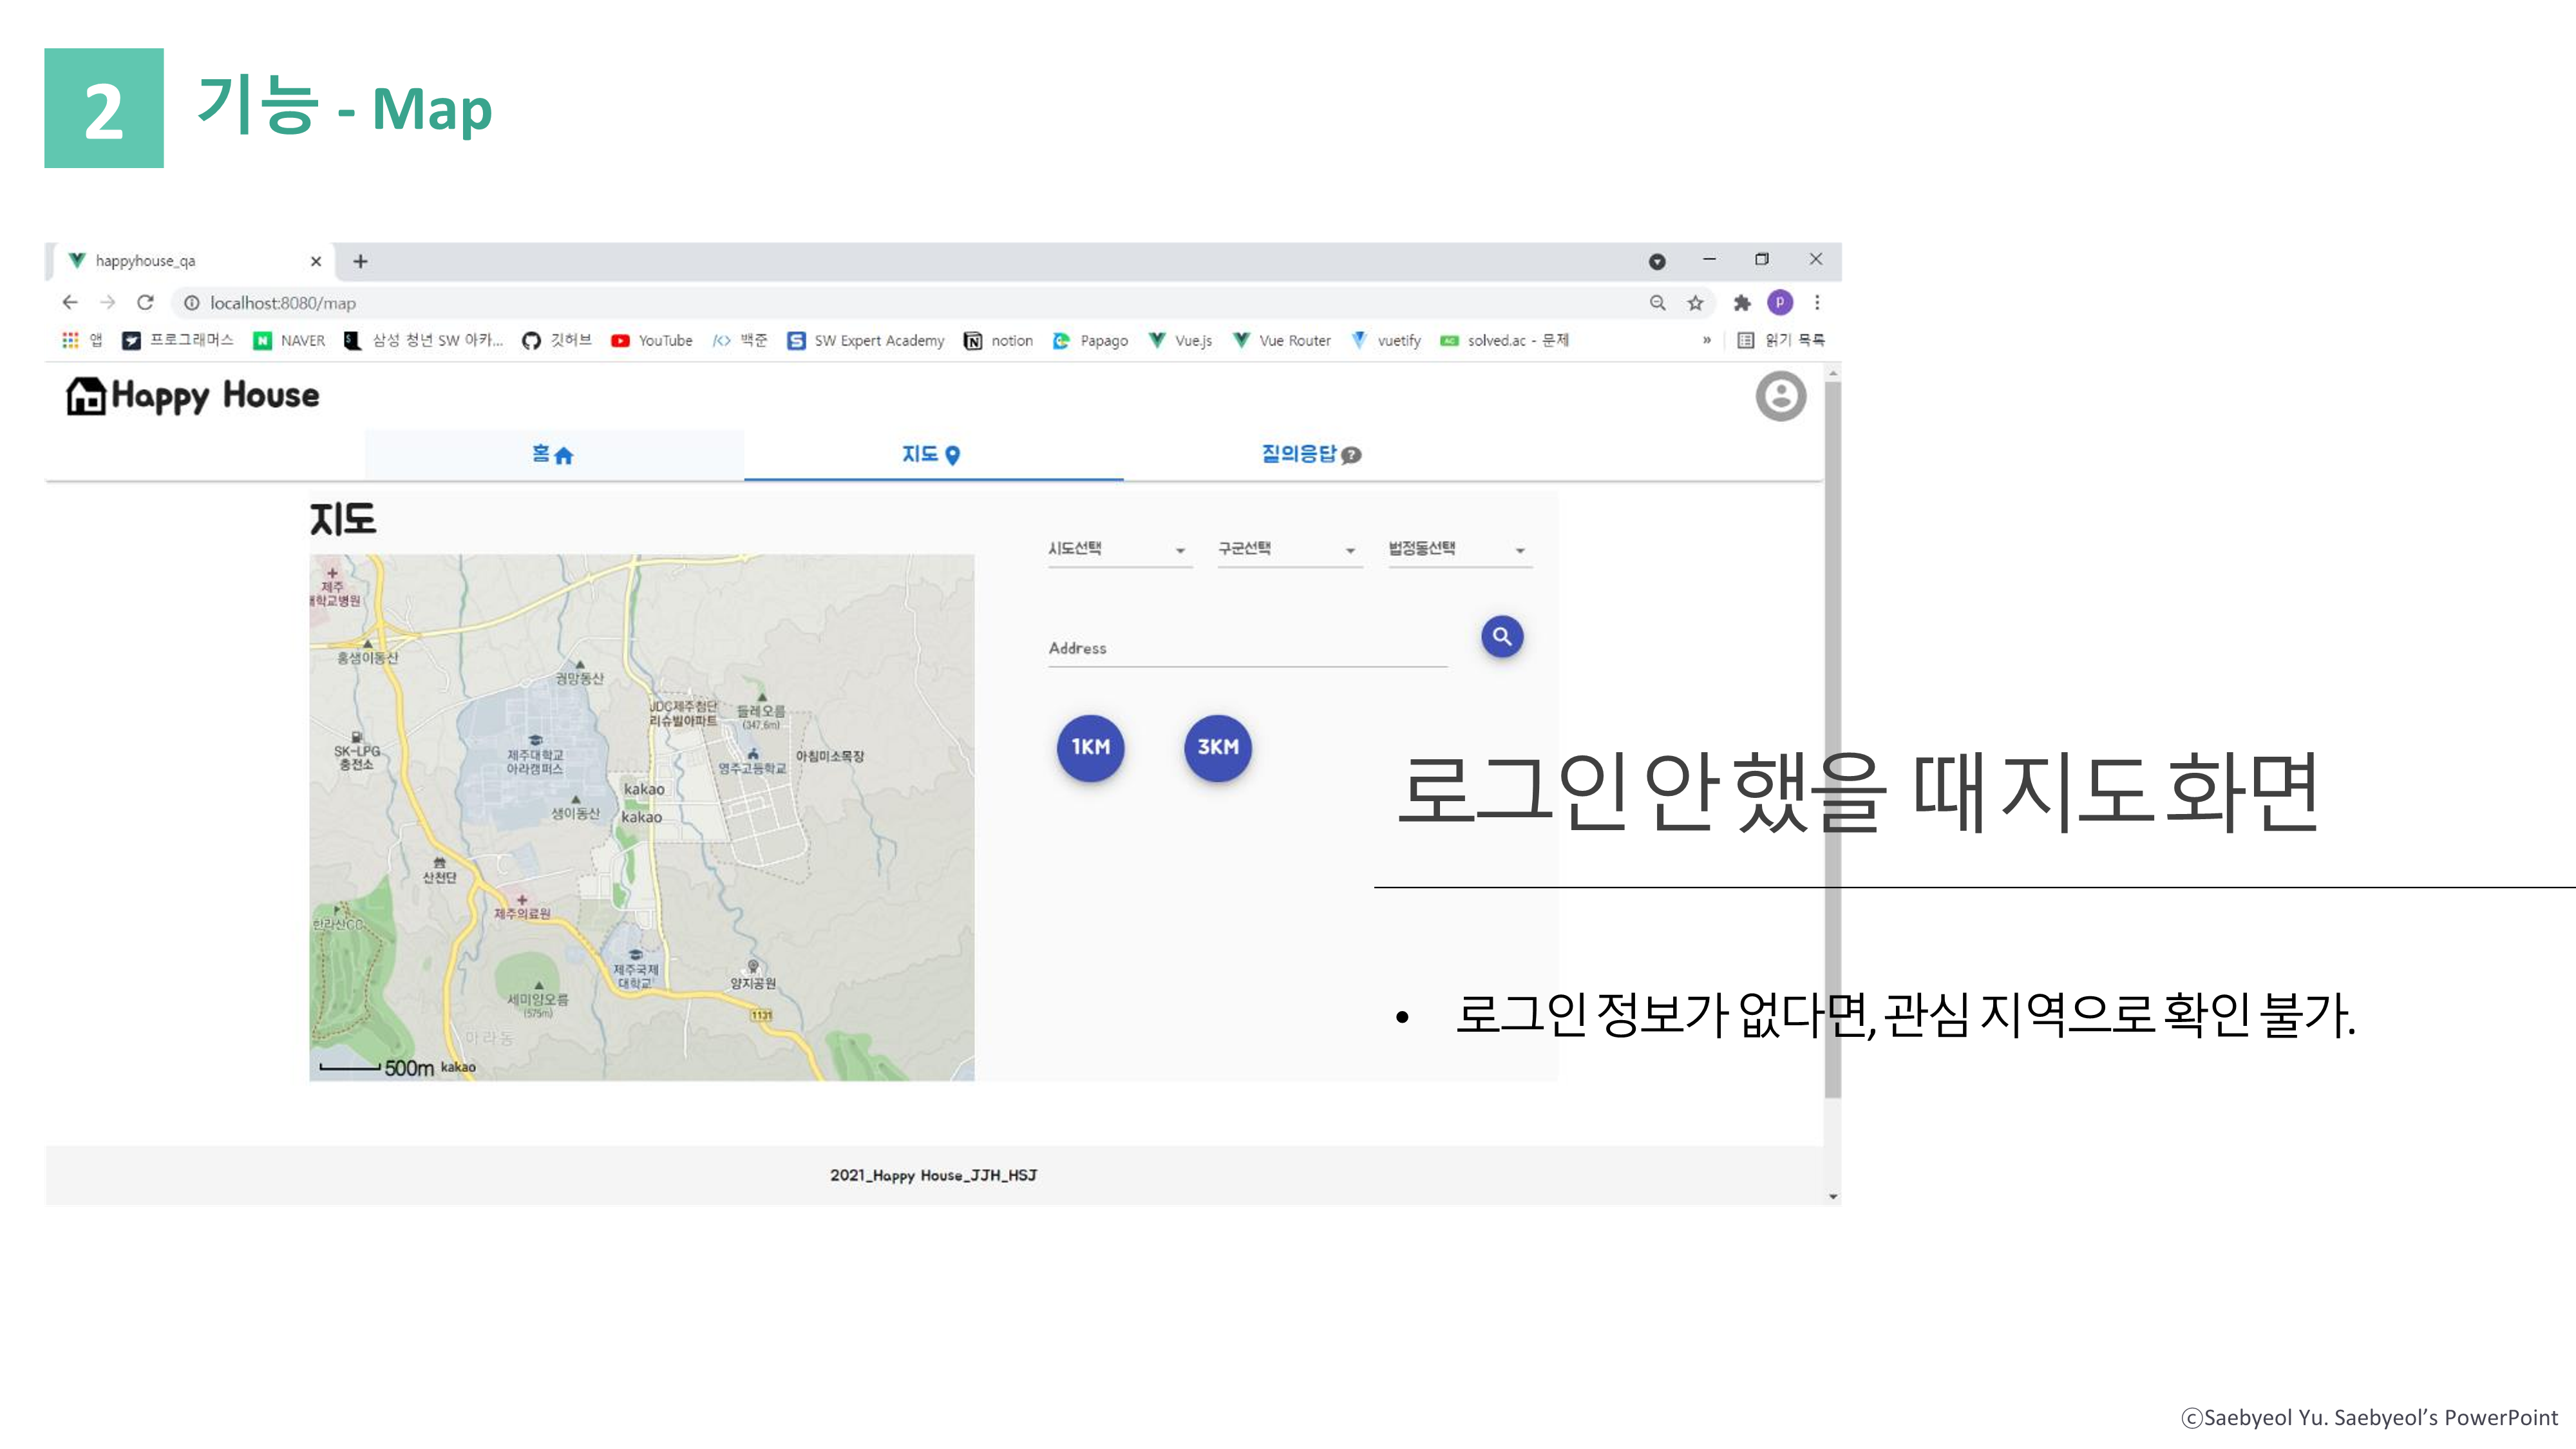 2
기능 - Map
happyhouse_qa
localhost:8080/map
앱 프로그래머스 NAVER 삼성 청년 SW 아카... 깃허브 YouTube 백준 SW Expert Academy notion Papago Vue.js Vue Router vuetify solved.ac - 문제 » 읽기 목록
Happy House
홈 지도 질의응답
지도
시도선택 구군선택 법정동선택
Address
1KM 3KM
제주
대학교병원
홍샘이동산
권망동산
JDC제주첨단
리슈빌아파트
들레오름
(347.6m)
SK-LPG
충전소
제주대학교
아라캠퍼스
영주고등학교
아침미소목장
kakao
생이동산
kakao
산천단
제주의료원
한라산CC
제주국제
대학교
양지공원
세미양오름
(575m)
1131
아라동
500m kakao
로그인 안 했을 때 지도 화면
• 로그인 정보가 없다면, 관심 지역으로 확인 불가.
2021_Happy House_JJH_HSJ
ⓒSaebyeol Yu. Saebyeol’s PowerPoint